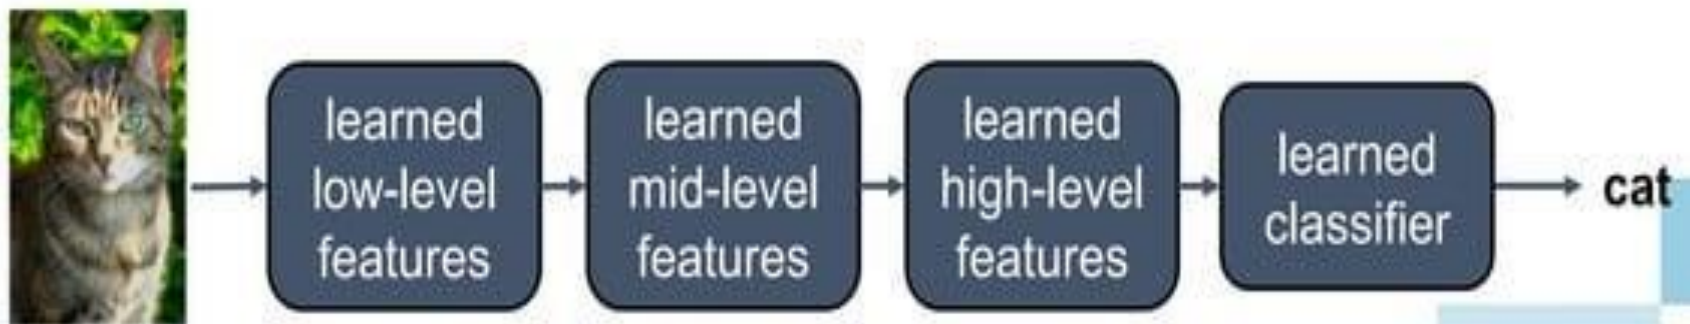 learned
low-level
features
learned
mid-level
features
learned
high-level
features
learned
classifier
cat